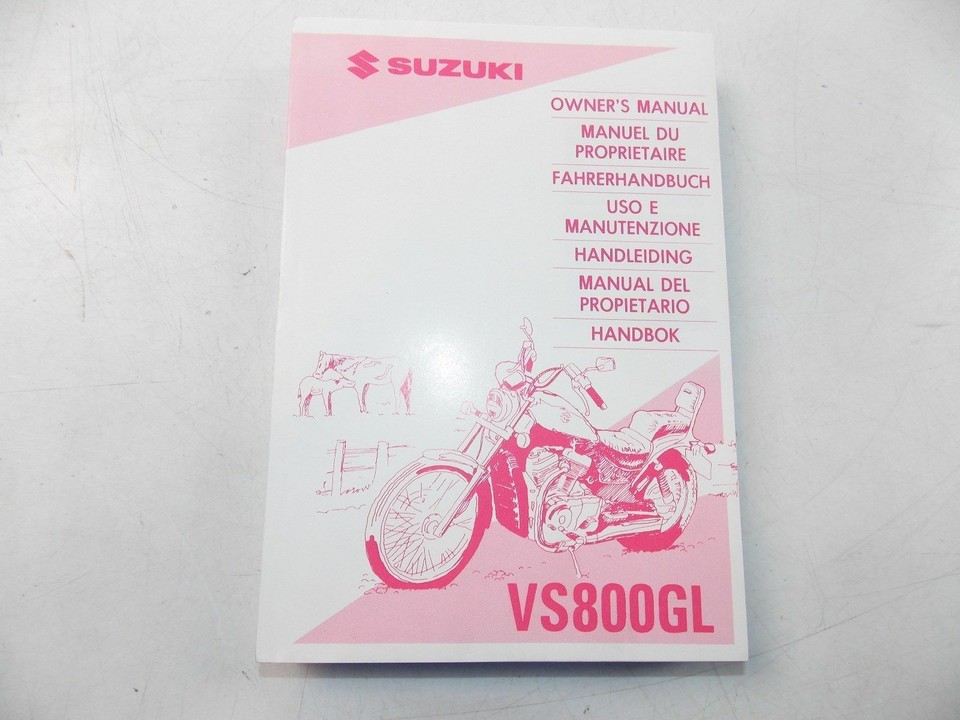 SUZUKI
OWNER'S MANUAL
MANUEL DU
PROPRIETAIRE
FAHRERHANDBUCH
USO E
MANUTENZIONE
HANDLEIDING
MANUAL DEL
PROPIETARIO
HANDBOK
VS800GL